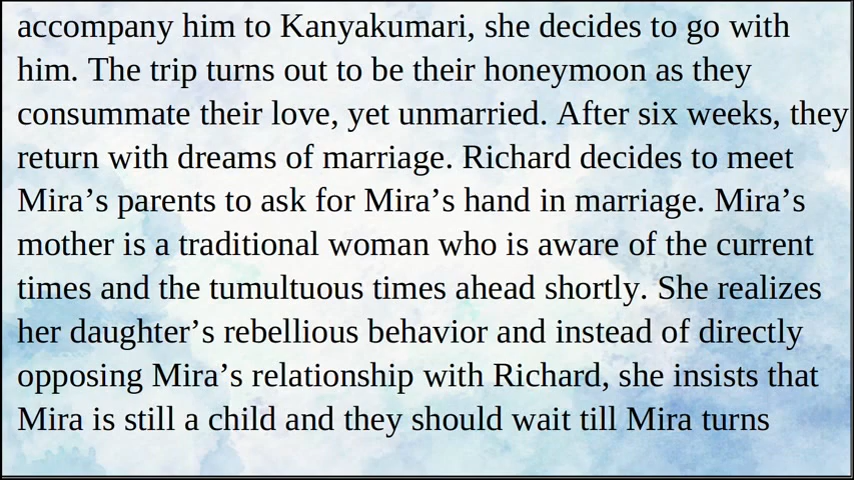 accompany him to Kanyakumari, she decides to go with
him. The trip turns out to be their honeymoon as they
consummate their love, yet unmarried. After six weeks, they
return with dreams of marriage. Richard decides to meet
Mira’s parents to ask for Mira’s hand in marriage. Mira’s
mother is a traditional woman who is aware of the current
times and the tumultuous times ahead shortly. She realizes
her daughter’s rebellious behavior and instead of directly
opposing Mira’s relationship with Richard, she insists that
Mira is still a child and they should wait till Mira turns